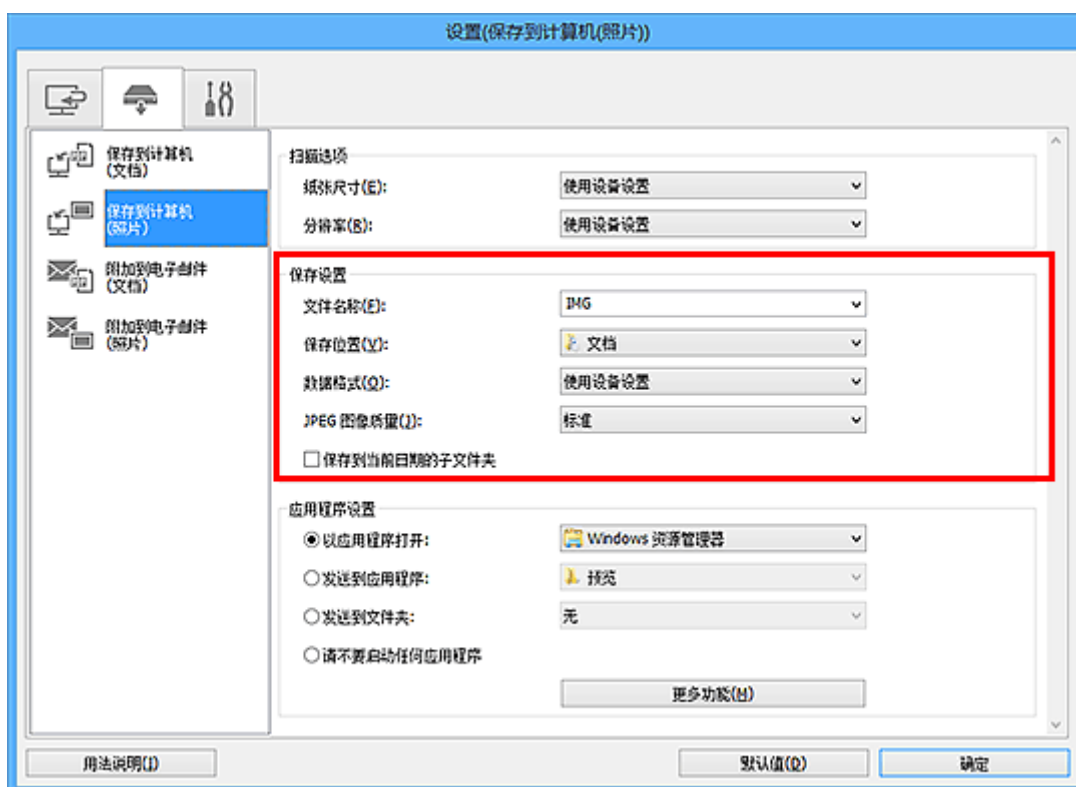 设置(保存到计算机(照片))
保存到计算机
(文档)
保存到计算机
(照片)
附加到电子邮件
(文档)
附加到电子邮件
(照片)
扫描选项
纸张尺寸(E): 使用设备设置
分辨率(R): 使用设备设置
保存设置
文件名称(F): IMG
保存位置(V): 文档
数据格式(O): 使用设备设置
JPEG 图像质量(J): 标准
保存到当前日期的子文件夹
应用程序设置
以应用程序打开: Windows 资源管理器
发送到应用程序: 预览
发送到文件夹: 无
请不要启动任何应用程序
更多功能(H)
用法说明(I) 默认值(D) 确定